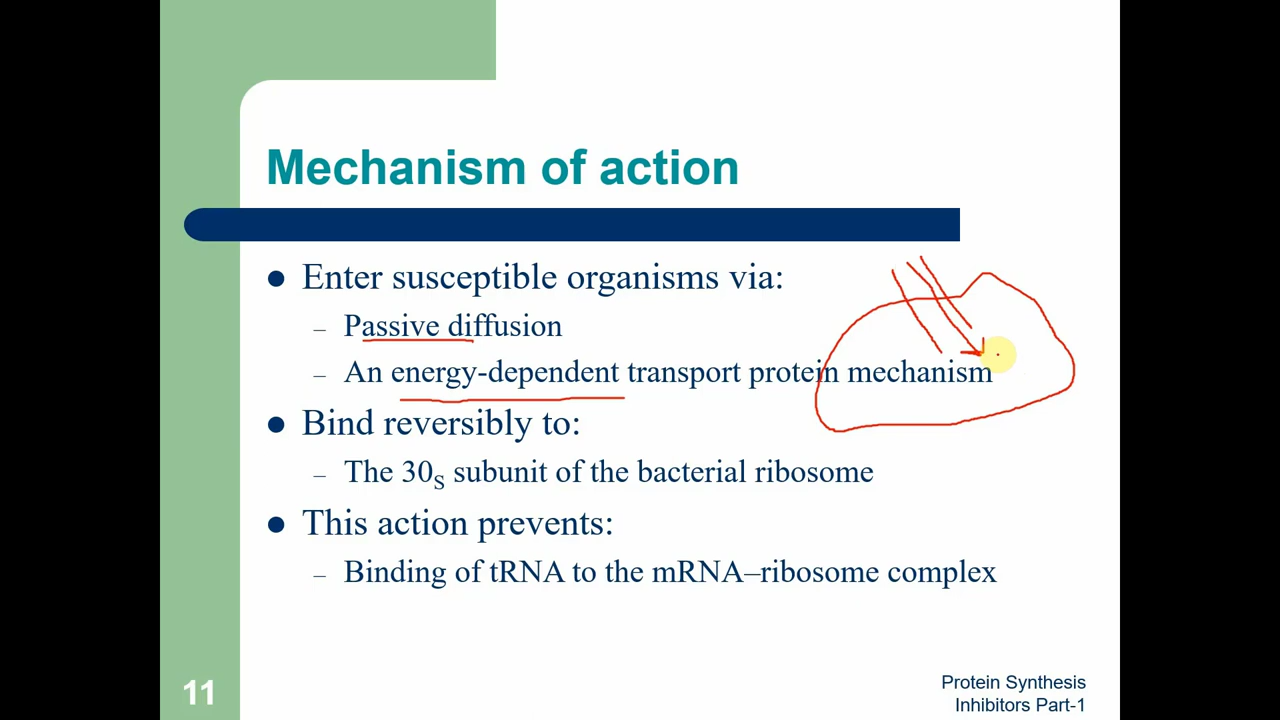 Mechanism of action
● Enter susceptible organisms via:
– Passive diffusion
– An energy-dependent transport protein mechanism
● Bind reversibly to:
– The 30S subunit of the bacterial ribosome
● This action prevents:
– Binding of tRNA to the mRNA–ribosome complex
11
Protein Synthesis
Inhibitors Part-1